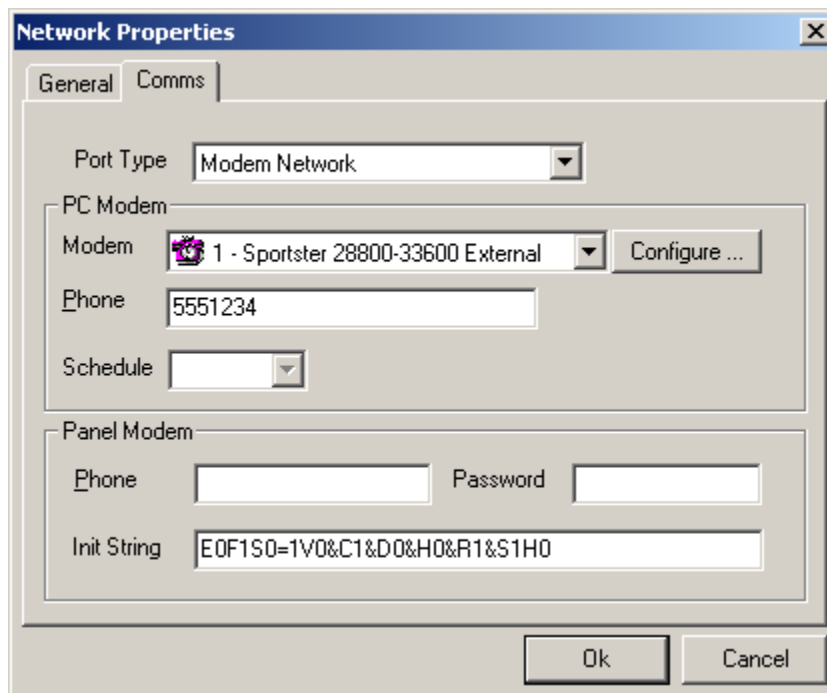 Network Properties
General Comms
Port Type Modem Network
PC Modem
Modem 1 - Sportster 28800-33600 External Configure ...
Phone 5551234
Schedule
Panel Modem
Phone Password
Init String E0F1S0=1V0&C1&D0&H0&R1&S1H0
Ok Cancel